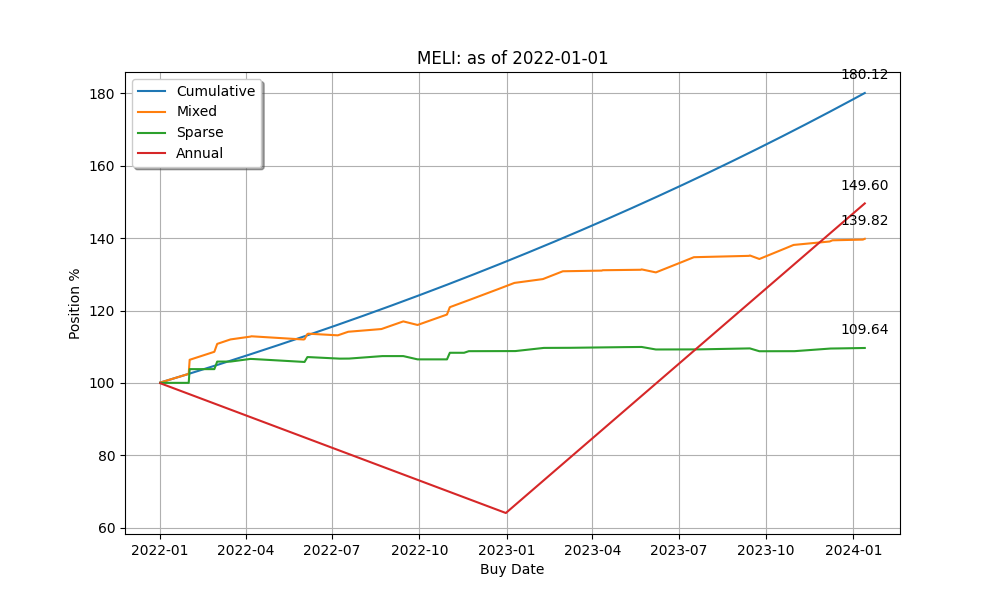 MELI: as of 2022-01-01
Cumulative
Mixed
Sparse
Annual
180.12
149.60
139.82
109.64
180
160
140
120
100
80
60
Position %
2022-01 2022-04 2022-07 2022-10 2023-01 2023-04 2023-07 2023-10 2024-01
Buy Date